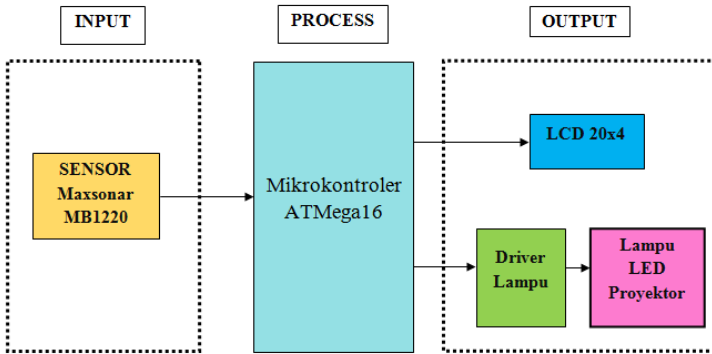 INPUT
PROCESS
OUTPUT
SENSOR
Maxsonar
MB1220
Mikrokontroler
ATMega16
LCD 20x4
Driver
Lampu
Lampu
LED
Proyektor